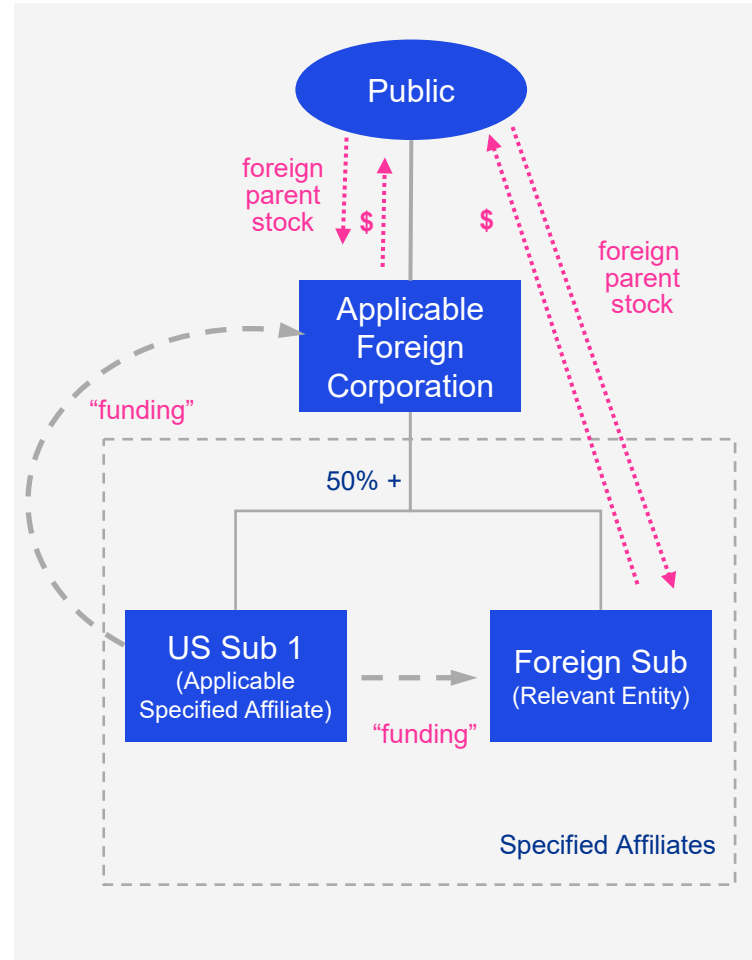 Public
foreign
parent
stock
$
$
foreign
parent
stock
Applicable
Foreign
Corporation
“funding”
50% +
US Sub 1
(Applicable
Specified Affiliate)
Foreign Sub
(Relevant Entity)
“funding”
Specified Affiliates